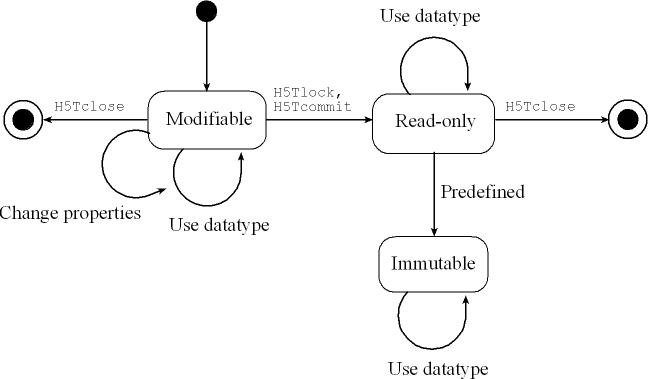 Use datatype
H5Tclose
Modifiable
H5Tlock,
H5Tcommit
Read-only
H5Tclose
Change properties
Use datatype
Predefined
Immutable
Use datatype